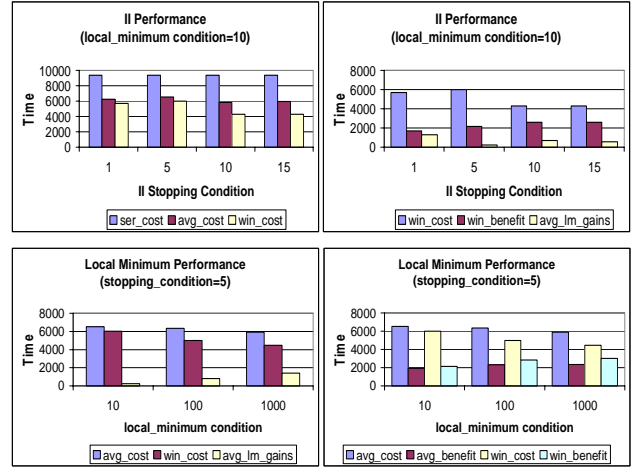 II Performance
(local_minimum condition=10)
Time
10000
8000
6000
4000
2000
0
1 5 10 15
II Stopping Condition
ser_cost avg_cost win_cost
II Performance
(local_minimum condition=10)
Time
8000
6000
4000
2000
0
1 5 10 15
II Stopping Condition
win_cost win_benefit avg_lm_gains
Local Minimum Performance
(stopping_condition=5)
Time
8000
6000
4000
2000
0
10 100 1000
local_minimum condition
avg_cost win_cost avg_lm_gains
Local Minimum Performance
(stopping_condition=5)
Time
8000
6000
4000
2000
0
10 100 1000
local_minimum condition
avg_cost avg_benefit win_cost win_benefit